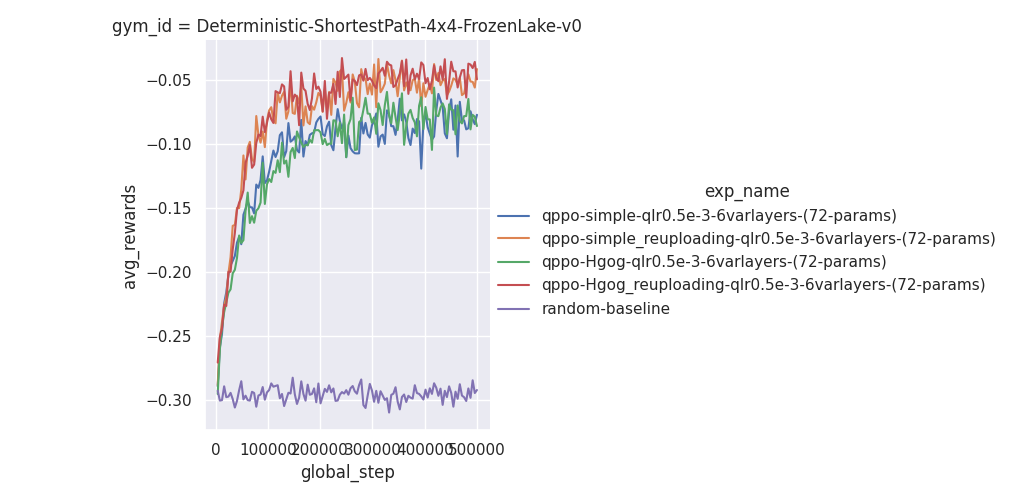 gym_id = Deterministic-ShortestPath-4x4-FrozenLake-v0
−0.05
−0.10
−0.15
−0.20
−0.25
−0.30
avg_rewards
0
100000
200000
300000
400000
500000
global_step
exp_name
qppo-simple-qlr0.5e-3-6varlayers-(72-params)
qppo-simple_reuploading-qlr0.5e-3-6varlayers-(72-params)
qppo-Hgog-qlr0.5e-3-6varlayers-(72-params)
qppo-Hgog_reuploading-qlr0.5e-3-6varlayers-(72-params)
random-baseline